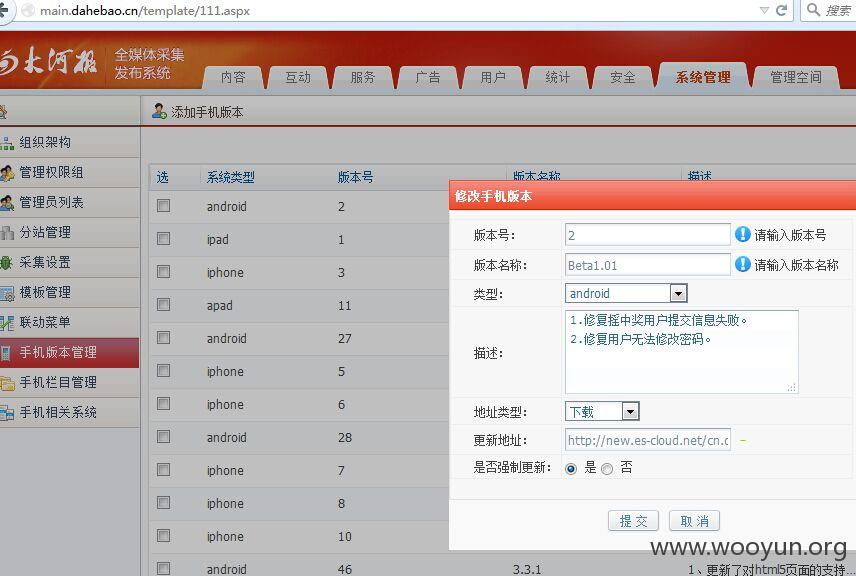 main.dahebao.cn/template/111.aspx
搜索
大河报
全媒体采集
发布系统
内容 互动 服务 广告 用户 统计 安全 系统管理 管理空间
添加手机版本
组织架构
管理权限组
管理员列表
分站管理
采集设置
模板管理
联动菜单
手机版本管理
手机栏目管理
手机相关系统
选 系统类型 版本号 版本名称 描述
android 2
ipad 1
iphone 3
apad 11
android 27
iphone 5
iphone 6
android 28
iphone 7
iphone 8
iphone 10
android 46 3.3.1 1、更新了对html5页面的支持...
修改手机版本
版本号: 2 请输入版本号
版本名称: Beta1.01 请输入版本名称
类型: android
描述:
1.修复摇中奖用户提交信息失败。
2.修复用户无法修改密码。
地址类型: 下载
更新地址: http://new.es-cloud.net/cn.c
是否强制更新: 是 否
提交 取消
www.wooyun.org